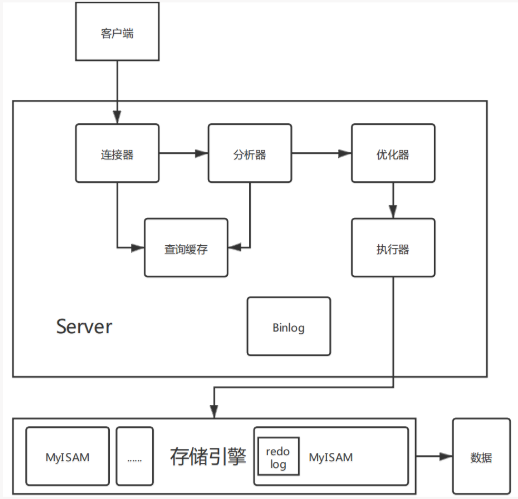 客户端
连接器
分析器
优化器
查询缓存
执行器
Server
Binlog
MyISAM
......
存储引擎
redo
log
MyISAM
数据